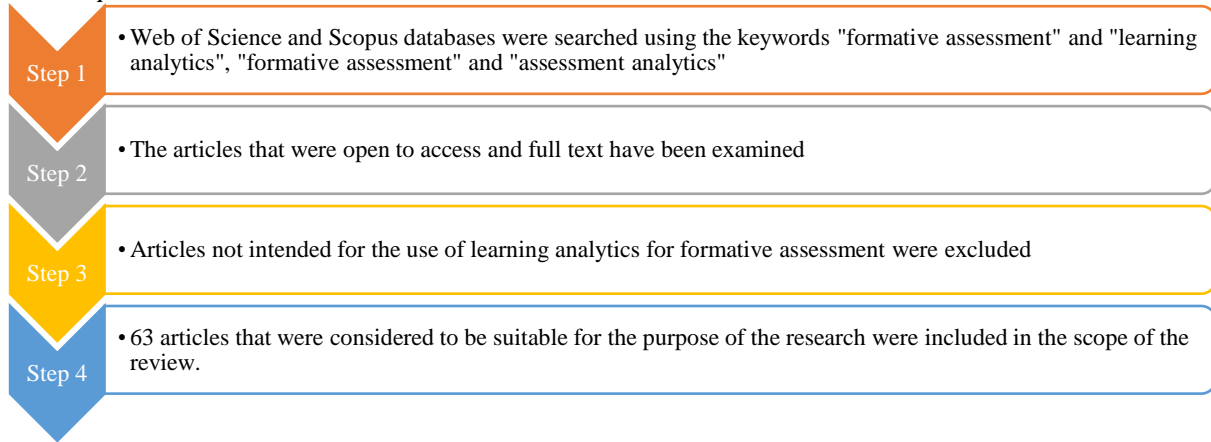 Step 1
• Web of Science and Scopus databases were searched using the keywords "formative assessment" and "learning
analytics", "formative assessment" and "assessment analytics"
Step 2
• The articles that were open to access and full text have been examined
Step 3
• Articles not intended for the use of learning analytics for formative assessment were excluded
Step 4
• 63 articles that were considered to be suitable for the purpose of the research were included in the scope of the
review.